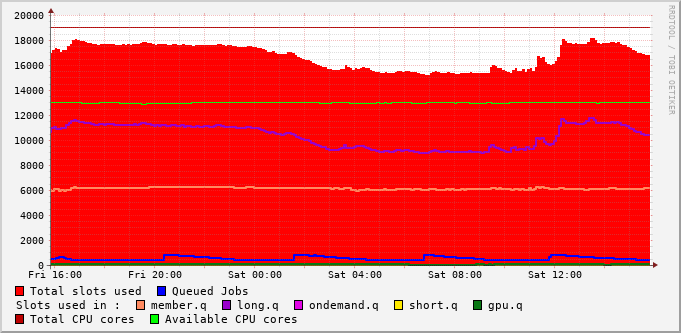 20000
18000
16000
14000
12000
10000
8000
6000
4000
2000
0
Fri 16:00 Fri 20:00 Sat 00:00 Sat 04:00 Sat 08:00 Sat 12:00
Total slots used Queued Jobs
Slots used in : member.q long.q ondemand.q short.q gpu.q
Total CPU cores Available CPU cores
RRDTOOL / TOBI OETIKER